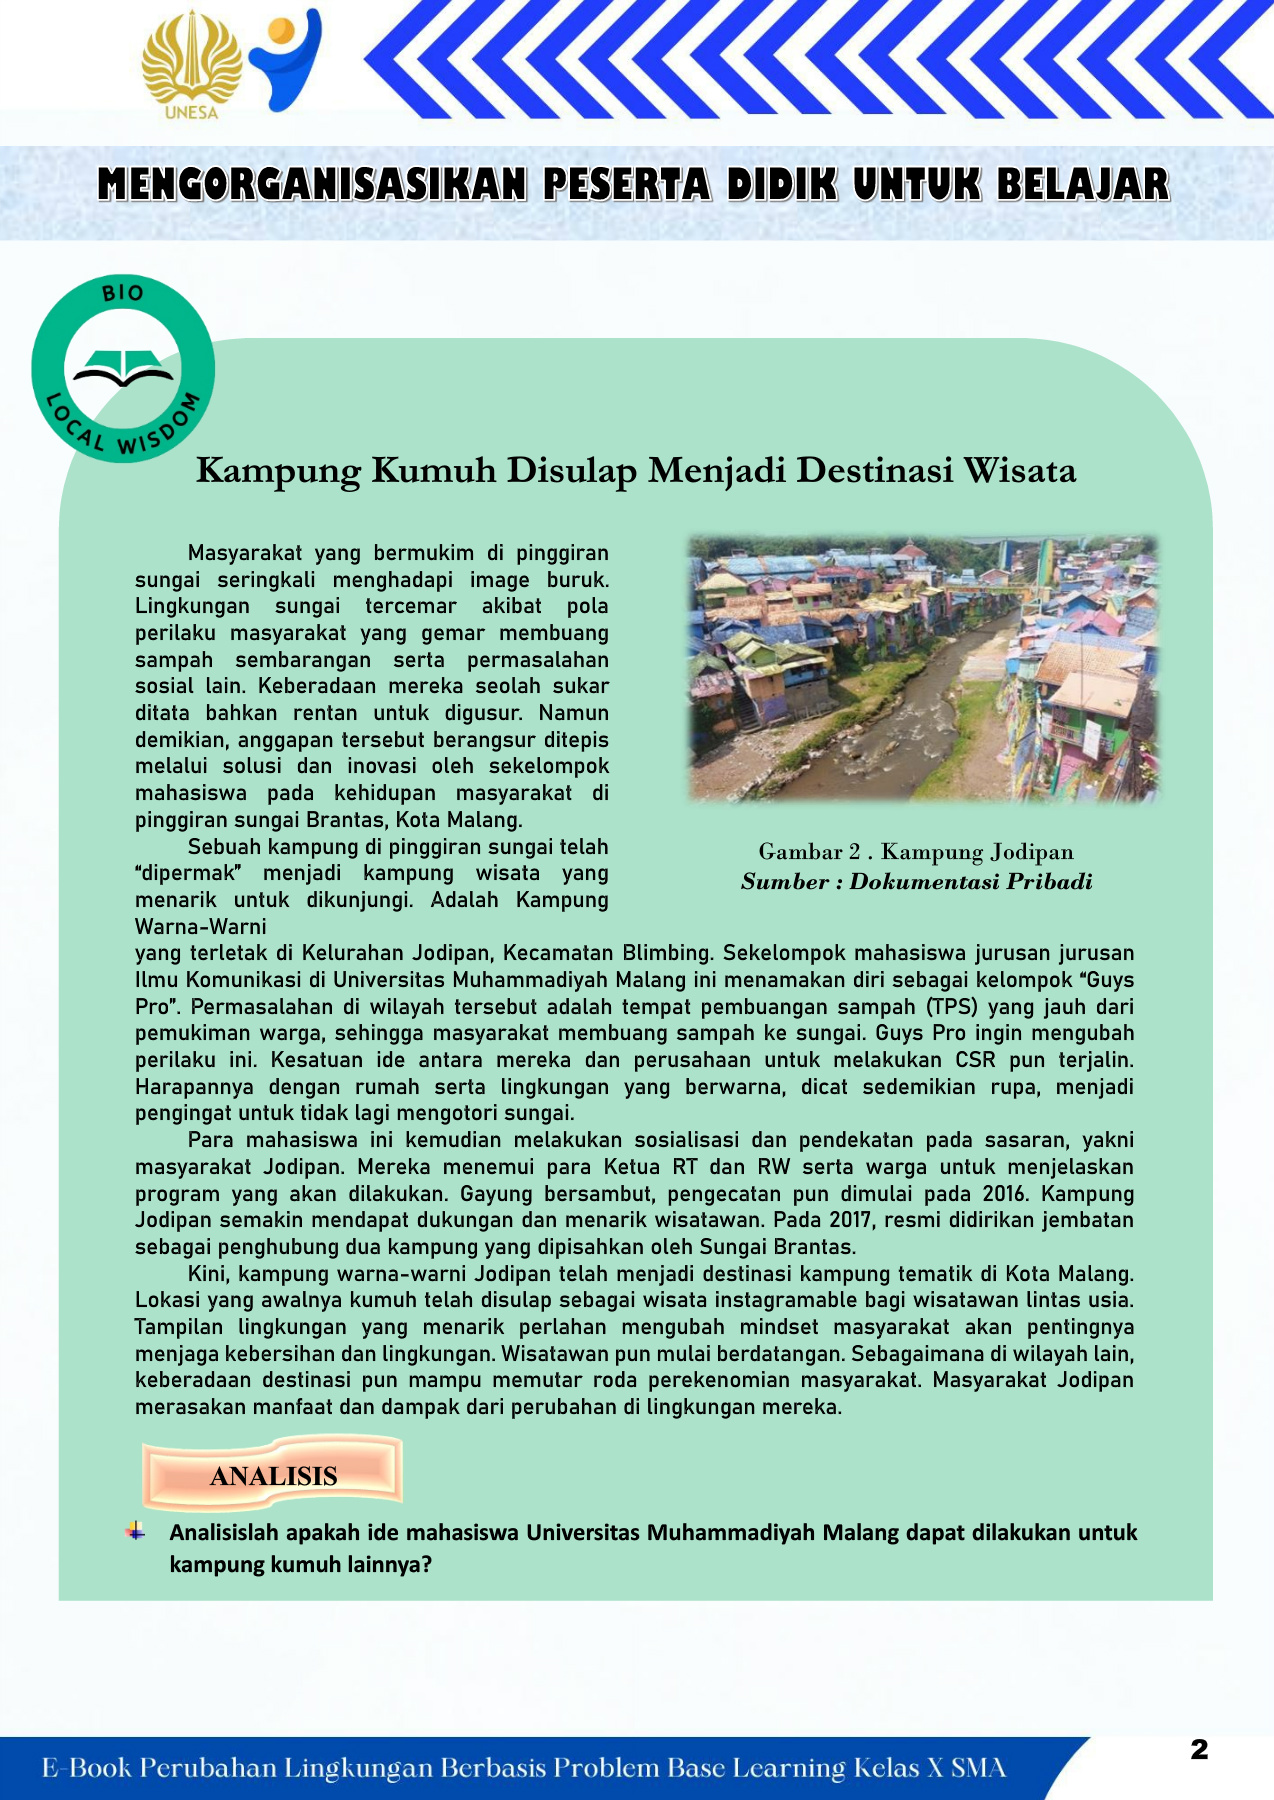 UNESA
MENGORGANISASIKAN PESERTA DIDIK UNTUK BELAJAR
BIO
LOCAL WISDOM
Kampung Kumuh Disulap Menjadi Destinasi Wisata
Masyarakat yang bermukim di pinggiran
sungai seringkali menghadapi image buruk.
Lingkungan sungai tercemar akibat pola
perilaku masyarakat yang gemar membuang
sampah sembarangan serta permasalahan
sosial lain. Keberadaan mereka seolah sukar
ditata bahkan rentan untuk digusur. Namun
demikian, anggapan tersebut berangsur ditepis
melalui solusi dan inovasi oleh sekelompok
mahasiswa pada kehidupan masyarakat di
pinggiran sungai Brantas, Kota Malang.
Sebuah kampung di pinggiran sungai telah
“dipermak” menjadi kampung wisata yang
menarik untuk dikunjungi. Adalah Kampung
Warna-Warni
Gambar 2 . Kampung Jodipan
Sumber : Dokumentasi Pribadi
yang terletak di Kelurahan Jodipan, Kecamatan Blimbing. Sekelompok mahasiswa jurusan jurusan
Ilmu Komunikasi di Universitas Muhammadiyah Malang ini menamakan diri sebagai kelompok “Guys
Pro”. Permasalahan di wilayah tersebut adalah tempat pembuangan sampah (TPS) yang jauh dari
pemukiman warga, sehingga masyarakat membuang sampah ke sungai. Guys Pro ingin mengubah
perilaku ini. Kesatuan ide antara mereka dan perusahaan untuk melakukan CSR pun terjalin.
Harapannya dengan rumah serta lingkungan yang berwarna, dicat sedemikian rupa, menjadi
pengingat untuk tidak lagi mengotori sungai.
Para mahasiswa ini kemudian melakukan sosialisasi dan pendekatan pada sasaran, yakni
masyarakat Jodipan. Mereka menemui para Ketua RT dan RW serta warga untuk menjelaskan
program yang akan dilakukan. Gayung bersambut, pengecatan pun dimulai pada 2016. Kampung
Jodipan semakin mendapat dukungan dan menarik wisatawan. Pada 2017, resmi didirikan jembatan
sebagai penghubung dua kampung yang dipisahkan oleh Sungai Brantas.
Kini, kampung warna-warni Jodipan telah menjadi destinasi kampung tematik di Kota Malang.
Lokasi yang awalnya kumuh telah disulap sebagai wisata instagramable bagi wisatawan lintas usia.
Tampilan lingkungan yang menarik perlahan mengubah mindset masyarakat akan pentingnya
menjaga kebersihan dan lingkungan. Wisatawan pun mulai berdatangan. Sebagaimana di wilayah lain,
keberadaan destinasi pun mampu memutar roda perekenomian masyarakat. Masyarakat Jodipan
merasakan manfaat dan dampak dari perubahan di lingkungan mereka.
ANALISIS
Analisislah apakah ide mahasiswa Universitas Muhammadiyah Malang dapat dilakukan untuk
kampung kumuh lainnya?
E-Book Perubahan Lingkungan Berbasis Problem Base Learning Kelas X SMA
2